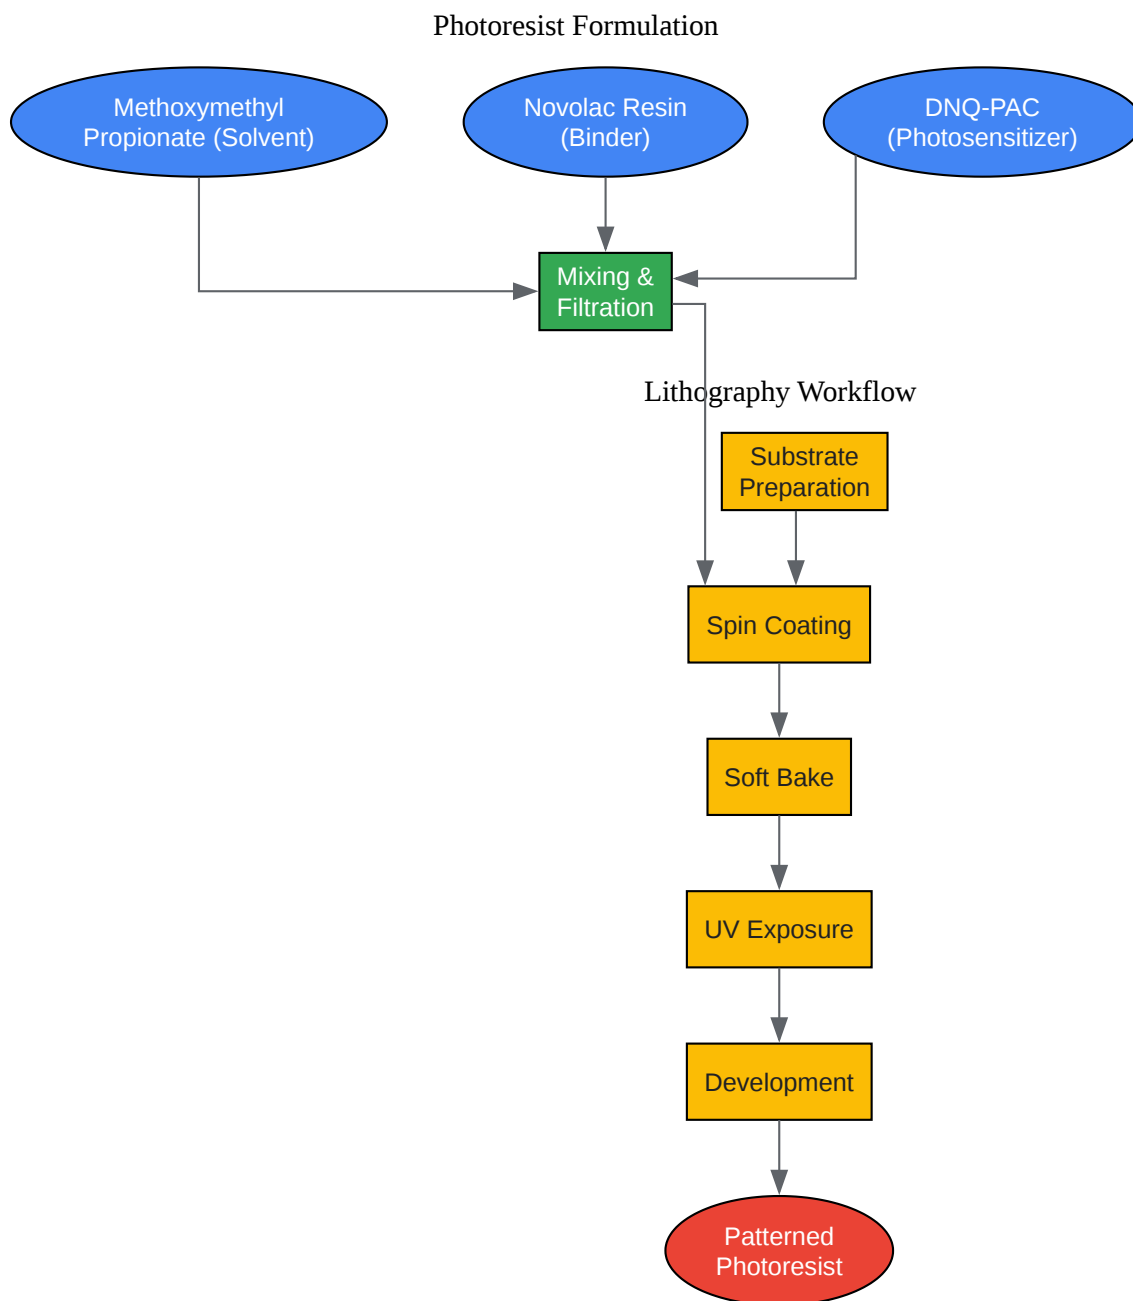 Photoresist Formulation
Methoxymethyl
Propionate (Solvent)
Novolac Resin
(Binder)
DNQ-PAC
(Photosensitizer)
Mixing &
Filtration
Lithography Workflow
Substrate
Preparation
Spin Coating
Soft Bake
UV Exposure
Development
Patterned
Photoresist